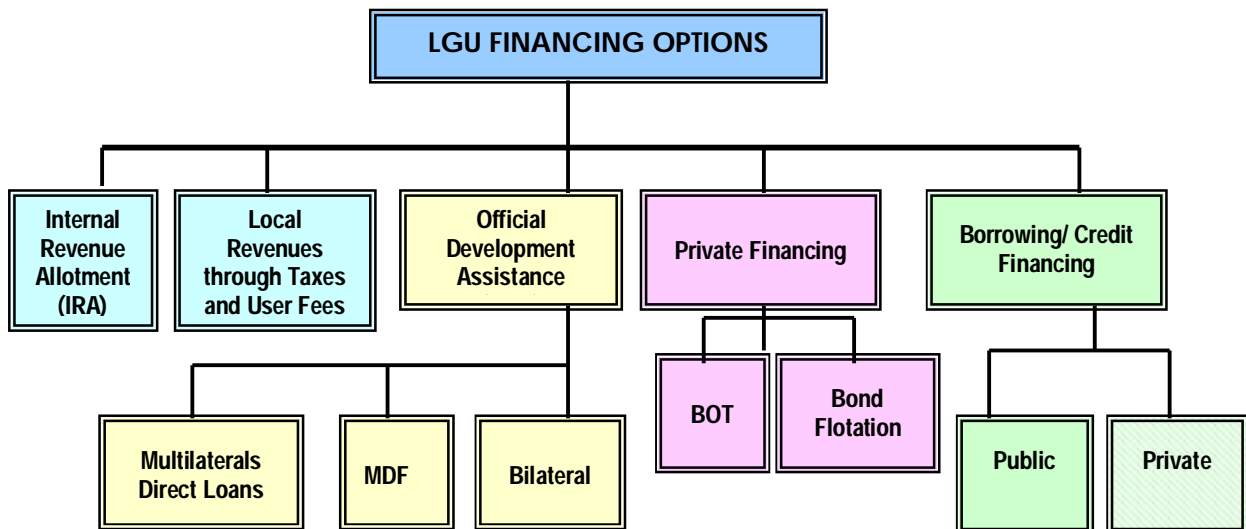 LGU FINANCING OPTIONS
Internal
Revenue
Allotment
(IRA)
Local
Revenues
through Taxes
and User Fees
Official
Development
Assistance
Private Financing
Borrowing/ Credit
Financing
Multilaterals
Direct Loans
MDF
Bilateral
BOT
Bond
Flotation
Public
Private